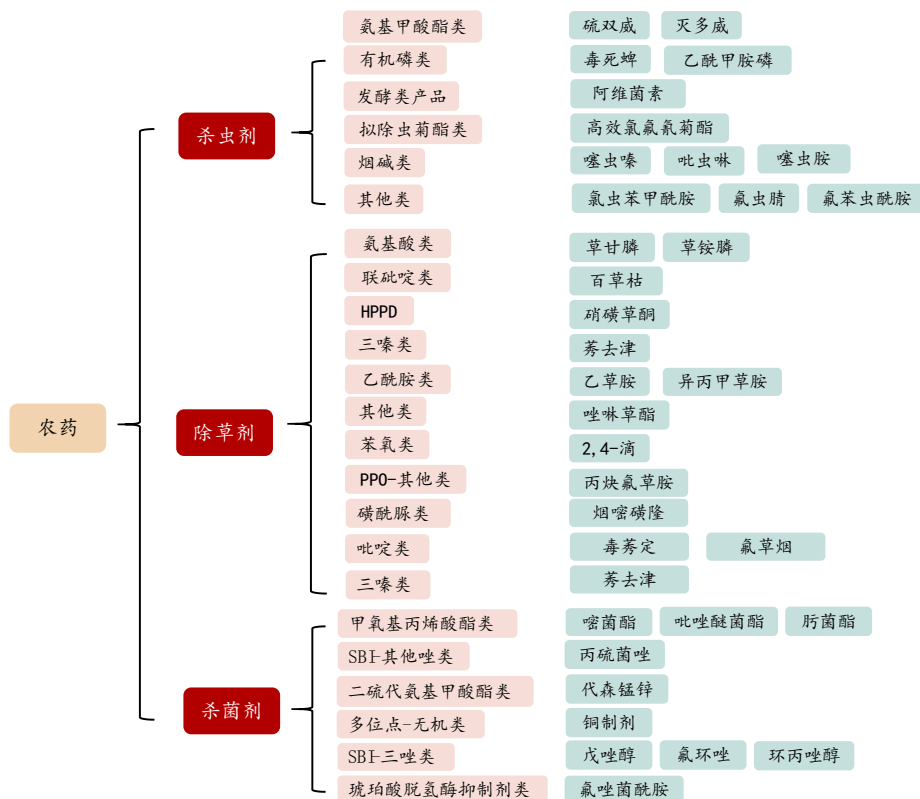 氨基甲酸酯类 硫双威 灭多威
有机磷类 毒死蜱 乙酰甲胺磷
发酵类产品 阿维菌素
杀虫剂
拟除虫菊酯类 高效氯氟氰菊酯
烟碱类 噻虫嗪 吡虫啉 噻虫胺
其他类 氯虫苯甲酰胺 氟虫腈 氟苯虫酰胺
氨基酸类 草甘膦 草铵膦
联砒啶类 百草枯
HPPD 硝磺草酮
三嗪类 莠去津
乙酰胺类 乙草胺 异丙甲草胺
其他类 唑啉草酯
农药
除草剂
苯氧类 2,4-滴
PPO-其他类 丙炔氟草胺
磺酰脲类 烟嘧磺隆
吡啶类 毒莠定 氟草烟
三嗪类 莠去津
甲氧基丙烯酸酯类 嘧菌酯 吡唑醚菌酯 肟菌酯
SBI-其他唑类 丙硫菌唑
二硫代氨基甲酸酯类 代森锰锌
杀菌剂
多位点-无机类 铜制剂
SBI-三唑类 戊唑醇 氟环唑 环丙唑醇
琥珀酸脱氢酶抑制剂类 氟唑菌酰胺